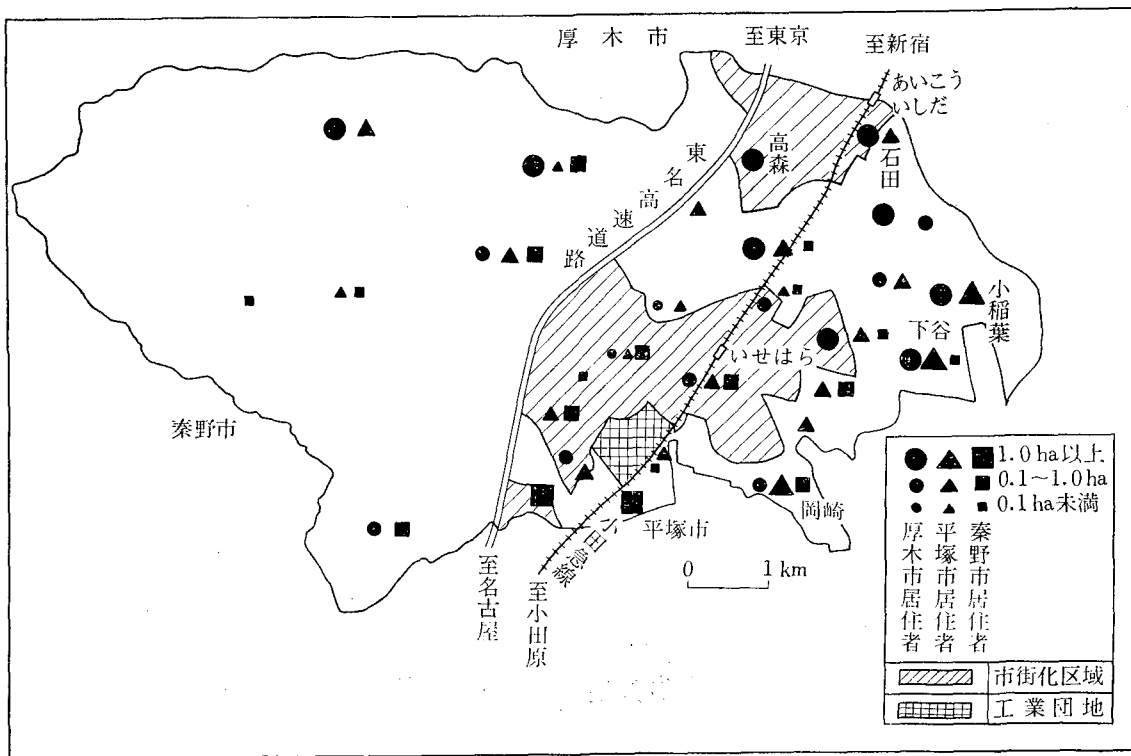 厚木市
至東京
至新宿
あいこう
いしだ
高森
石田
東名高速道路
小稲葉
下谷
いせはら
秦野市
岡崎
平塚市
小田急線
0 1 km
至名古屋
至小田原
1.0 ha以上
0.1〜1.0 ha
0.1 ha未満
厚木市居住者
平塚市居住者
秦野市居住者
市街化区域
工業団地